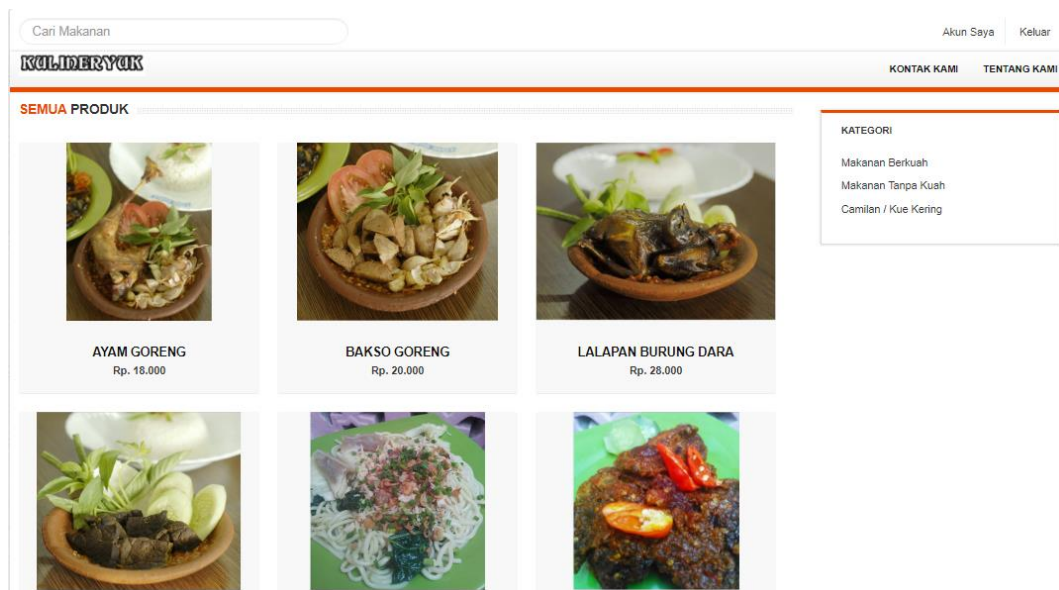 Cari Makanan
Akun Saya
Keluar
KULINERYUK
KONTAK KAMI
TENTANG KAMI
SEMUA PRODUK
KATEGORI
Makanan Berkuah
Makanan Tanpa Kuah
Camilan / Kue Kering
AYAM GORENG
Rp. 18.000
BAKSO GORENG
Rp. 20.000
LALAPAN BURUNG DARA
Rp. 28.000